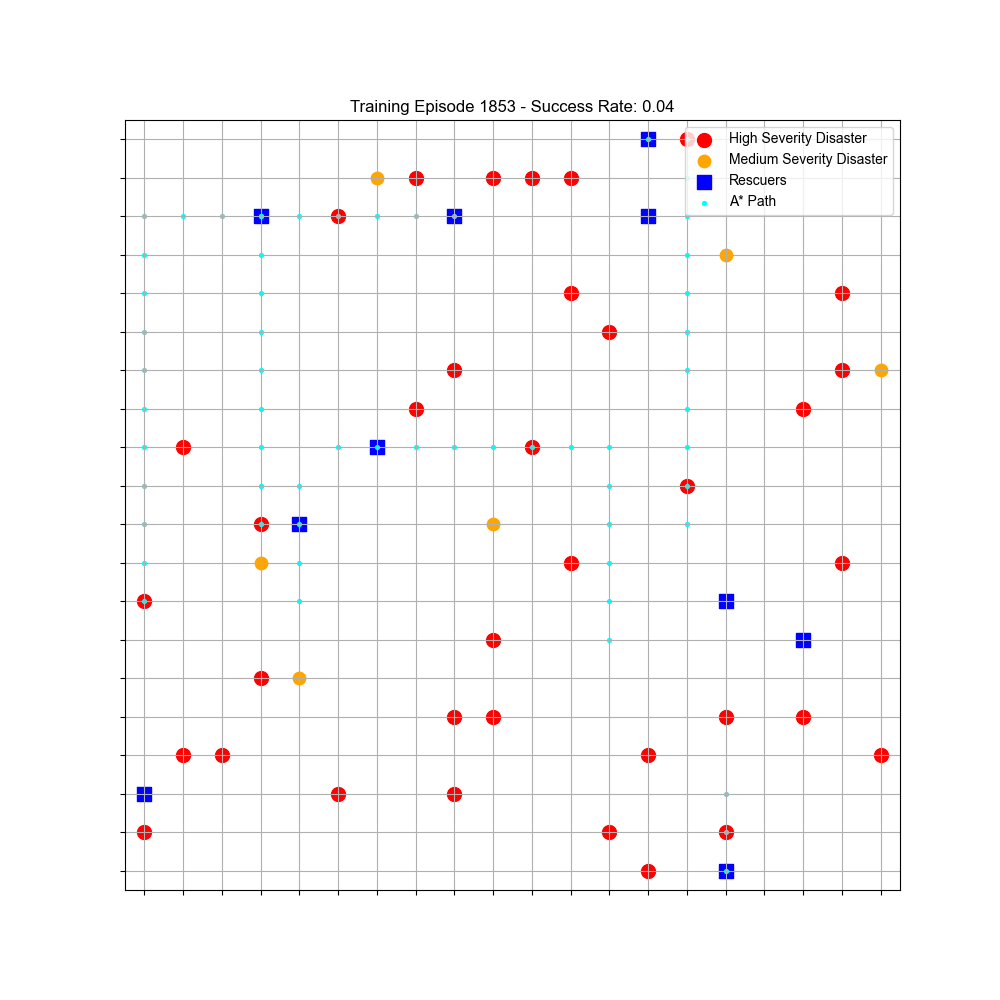 Training Episode 1853 - Success Rate: 0.04
High Severity Disaster
Medium Severity Disaster
Rescuers
A* Path